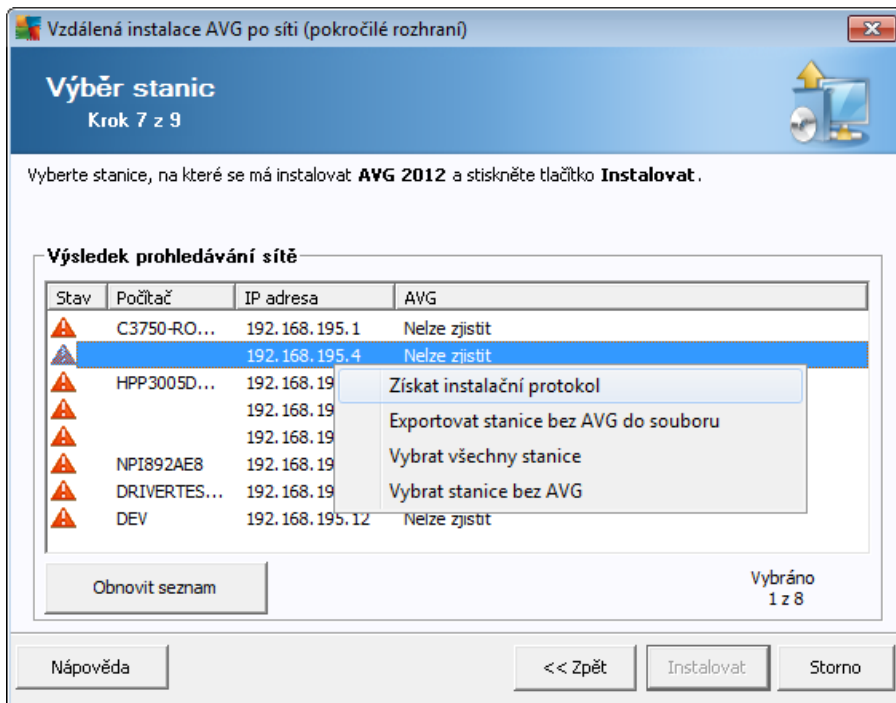 Vzdálená instalace AVG po síti (pokročilé rozhraní)
Výběr stanic
Krok 7 z 9
Vyberte stanice, na které se má instalovat AVG 2012 a stiskněte tlačítko Instalovat.
Výsledek prohledávání sítě
Stav Počítač IP adresa AVG
C3750-RO... 192.168.195.1 Nelze zjistit
192.168.195.4 Nelze zjistit
HPP3005D... 192.168.19
192.168.19
192.168.19
NPI892AE8 192.168.19
DRIVERTES... 192.168.19
DEV 192.168.195.12 Nelze zjistit
Získat instalační protokol
Exportovat stanice bez AVG do souboru
Vybrat všechny stanice
Vybrat stanice bez AVG
Obnovit seznam
Vybráno
1 z 8
Nápověda << Zpět Instalovat Storno